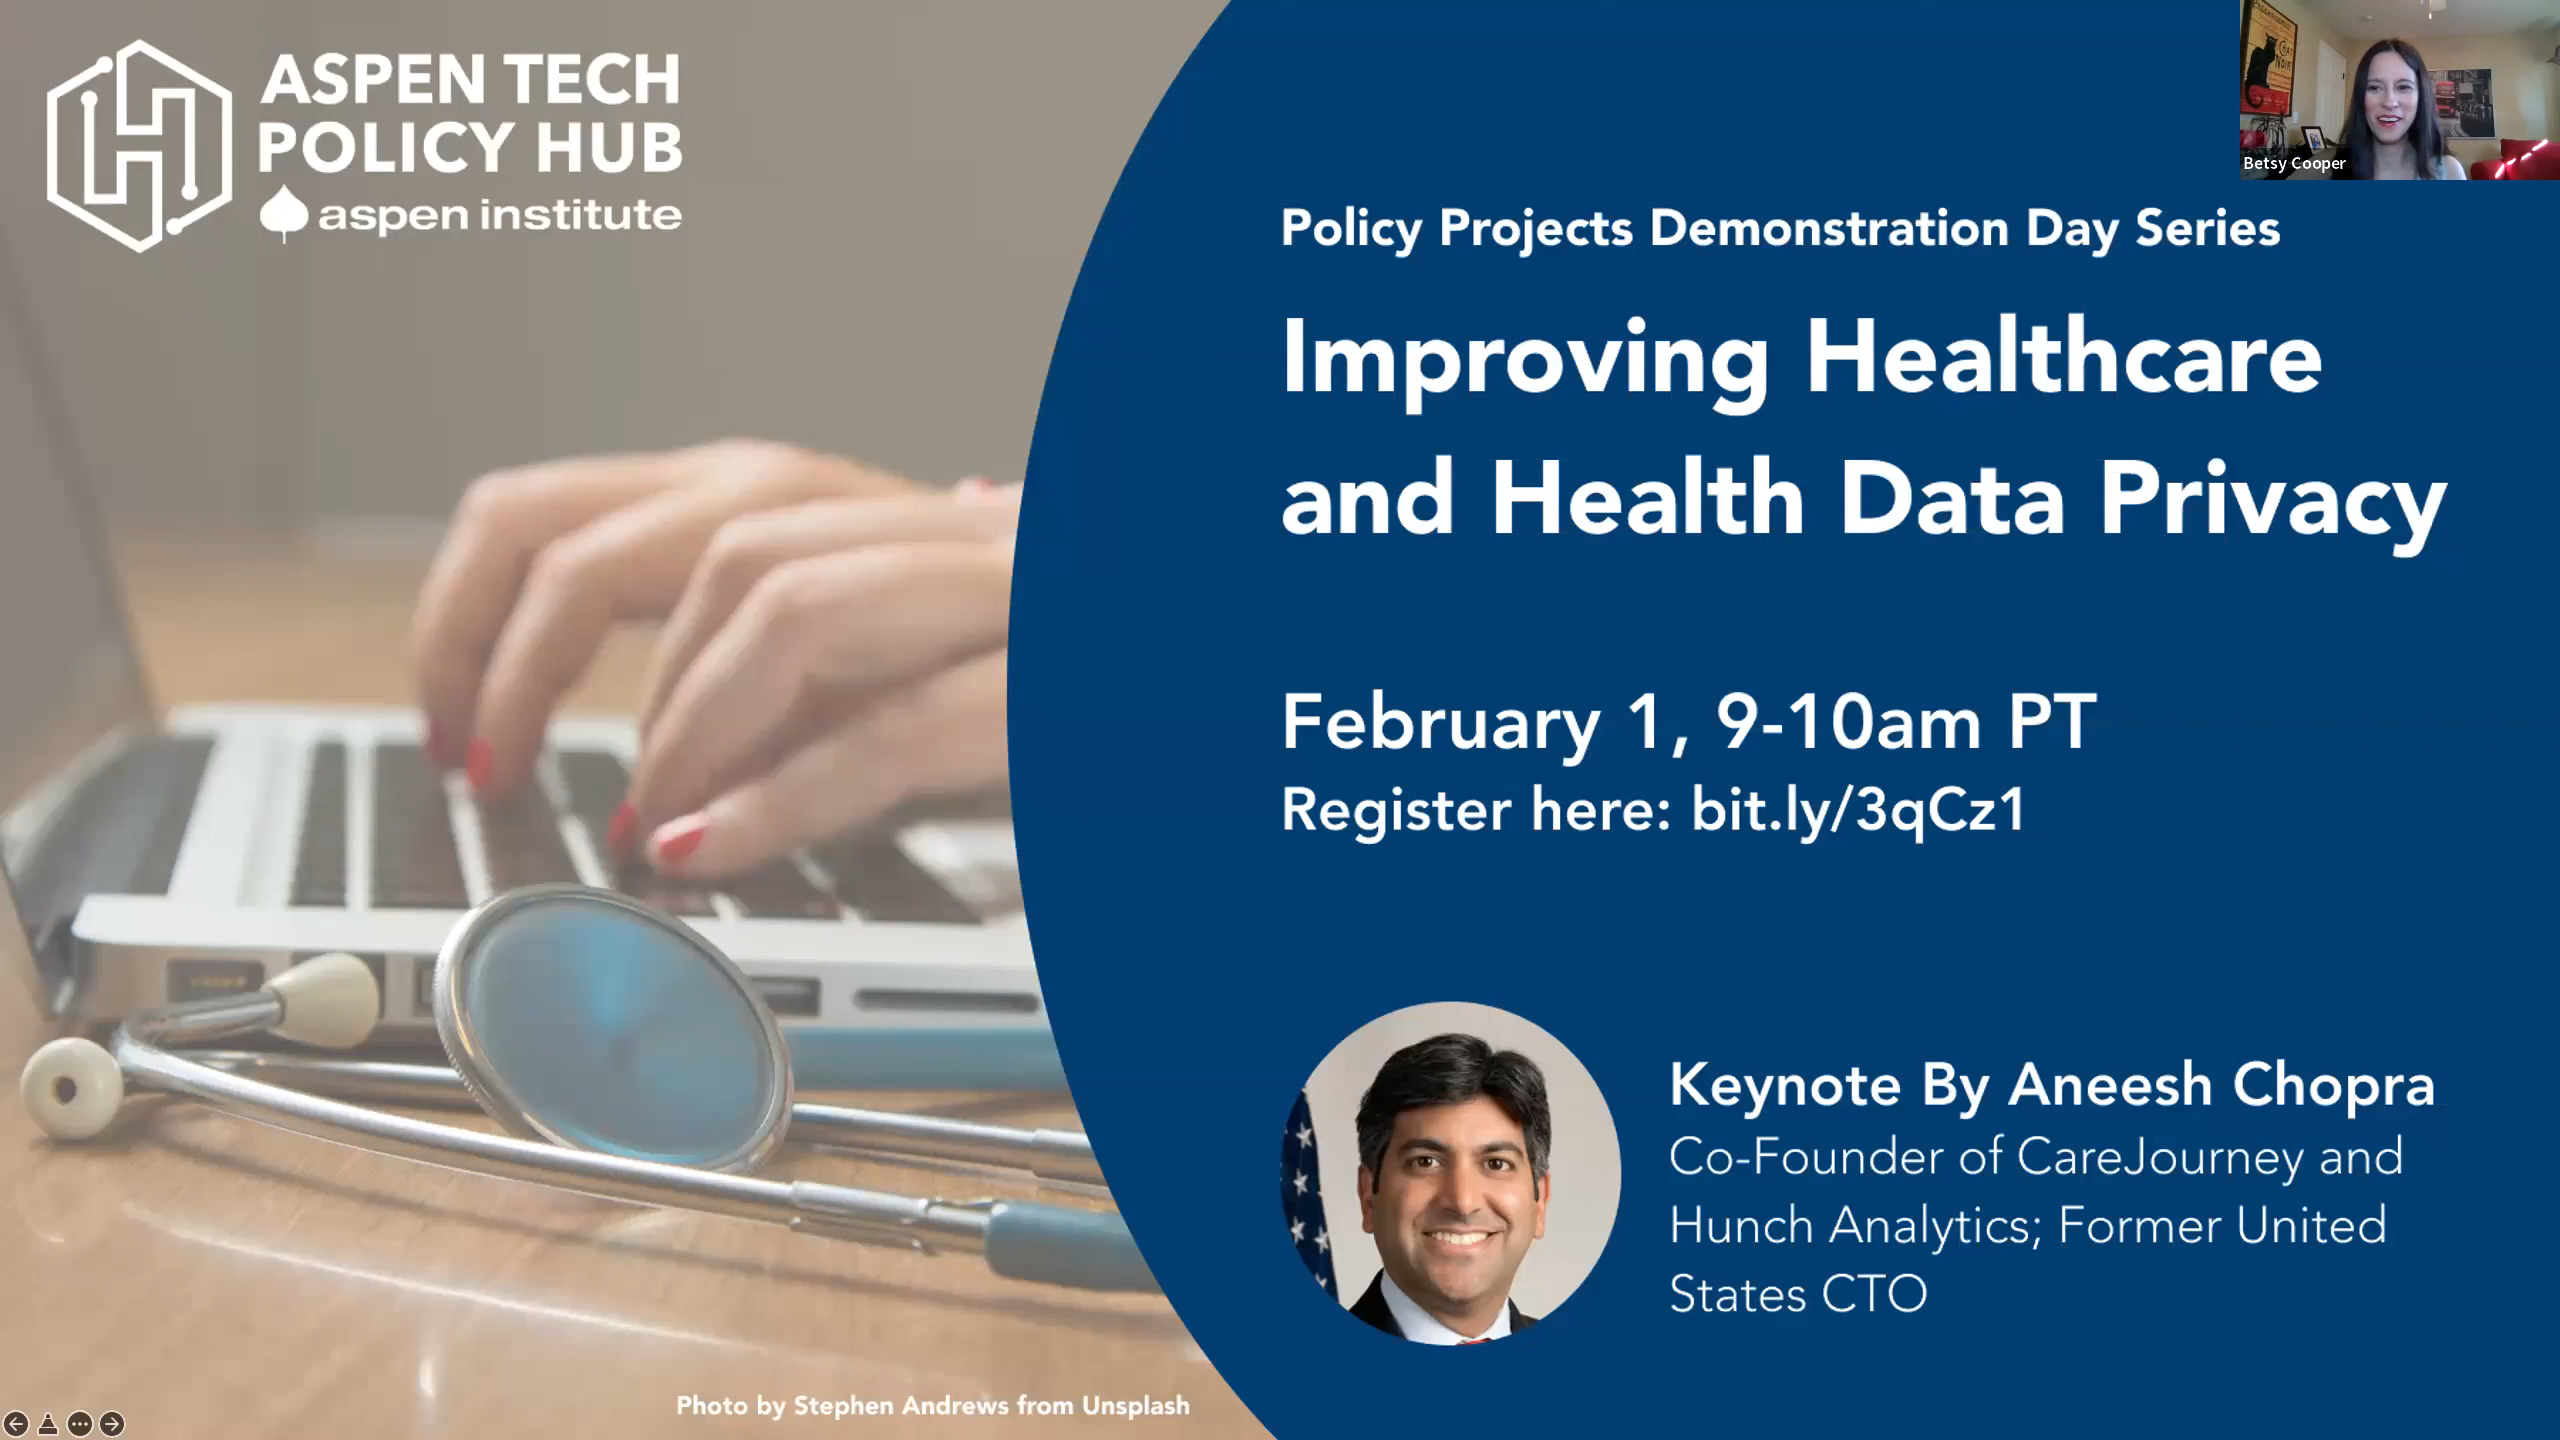 ASPEN TECH
POLICY HUB
aspen institute
Betsy Cooper
Policy Projects Demonstration Day Series
Improving Healthcare
and Health Data Privacy
February 1, 9-10am PT
Register here: bit.ly/3qCz1
Keynote By Aneesh Chopra
Co-Founder of CareJourney and
Hunch Analytics; Former United
States CTO
Photo by Stephen Andrews from Unsplash